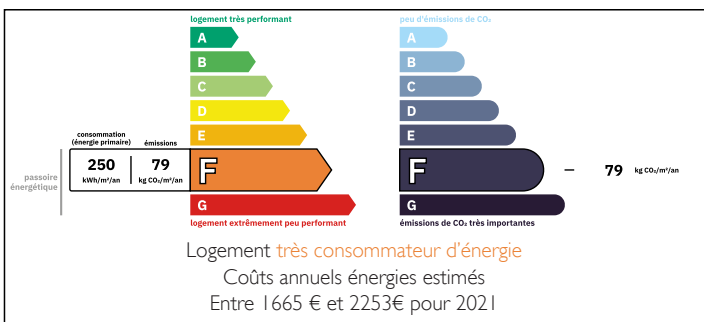 logement très performant
A
B
C
D
E
consommation
(énergie primaire) émissions
250 79
kWh/m²/an kg CO₂/m²/an
F
passoire
énergétique
G
logement extrêmement peu performant
peu d'émissions de CO₂
A
B
C
D
E
F
79 kg CO₂/m²/an
G
émissions de CO₂ très importantes
Logement très consommateur d'énergie
Coûts annuels énergies estimés
Entre 1665 € et 2253€ pour 2021